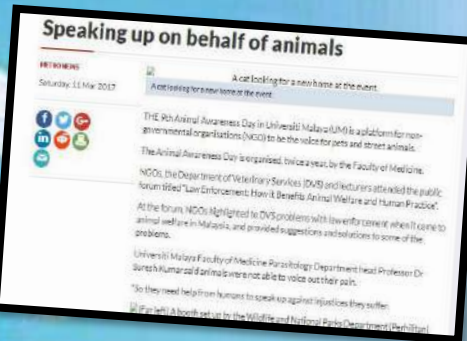 Speaking up on behalf of animals
METRO NEWS
Saturday, 11 Mar 2017
A cat looking for a new home at the event.
A cat looking for a new home at the event.
THE 9th Animal Awareness Day in Universiti Malaya (UM) is a platform for non-
governmental organisations (NGO) to be the voice for pets and street animals.
The Animal Awareness Day is organised, twice a year, by the Faculty of Medicine.
NGOs, the Department of Veterinary Services (DVS) and lecturers attended the public
forum titled "Law Enforcement: How it Benefits Animal Welfare and Human Practice".
At the forum, NGOs highlighted to DVS problems with law enforcement when it came to
animal welfare in Malaysia, and provided suggestions and solutions to some of the
problems.
Universiti Malaya Faculty of Medicine Parasitology Department head Professor Dr
Suresh Kumar said animals were not able to voice out their pain.
"So they need help from humans to speak up against injustices they suffer.
(Far left) A booth set up by the Wildlife and National Parks Department (Perhilitan)